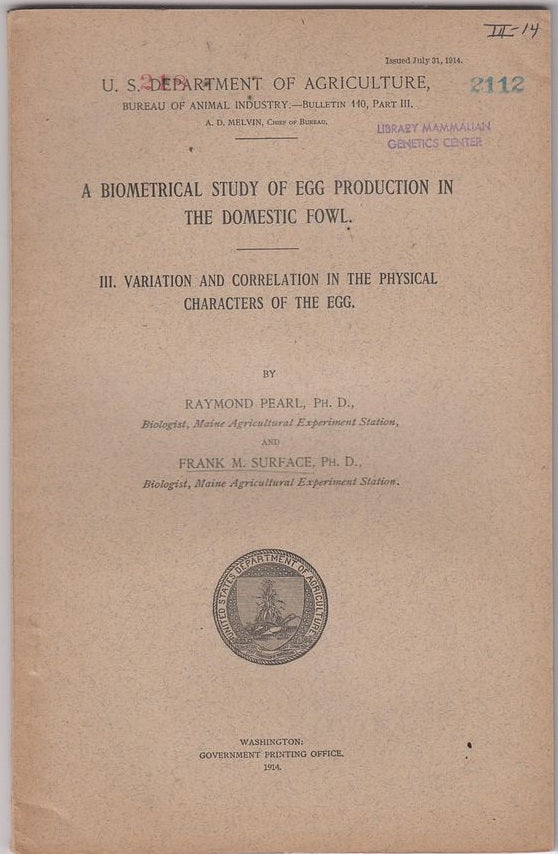 III-14
Issued July 31, 1914.
U. S. DEPARTMENT OF AGRICULTURE,
2112
BUREAU OF ANIMAL INDUSTRY.—BULLETIN 110, PART III.
A. D. MELVIN, CHIEF OF BUREAU.
LIBRARY MAMMALIAN
GENETICS CENTER
A BIOMETRICAL STUDY OF EGG PRODUCTION IN
THE DOMESTIC FOWL.
III. VARIATION AND CORRELATION IN THE PHYSICAL
CHARACTERS OF THE EGG.
BY
RAYMOND PEARL, PH. D.,
Biologist, Maine Agricultural Experiment Station,
AND
FRANK M. SURFACE, PH. D.,
Biologist, Maine Agricultural Experiment Station.
UNITED STATES DEPARTMENT OF AGRICULTURE
WASHINGTON:
GOVERNMENT PRINTING OFFICE.
1914.